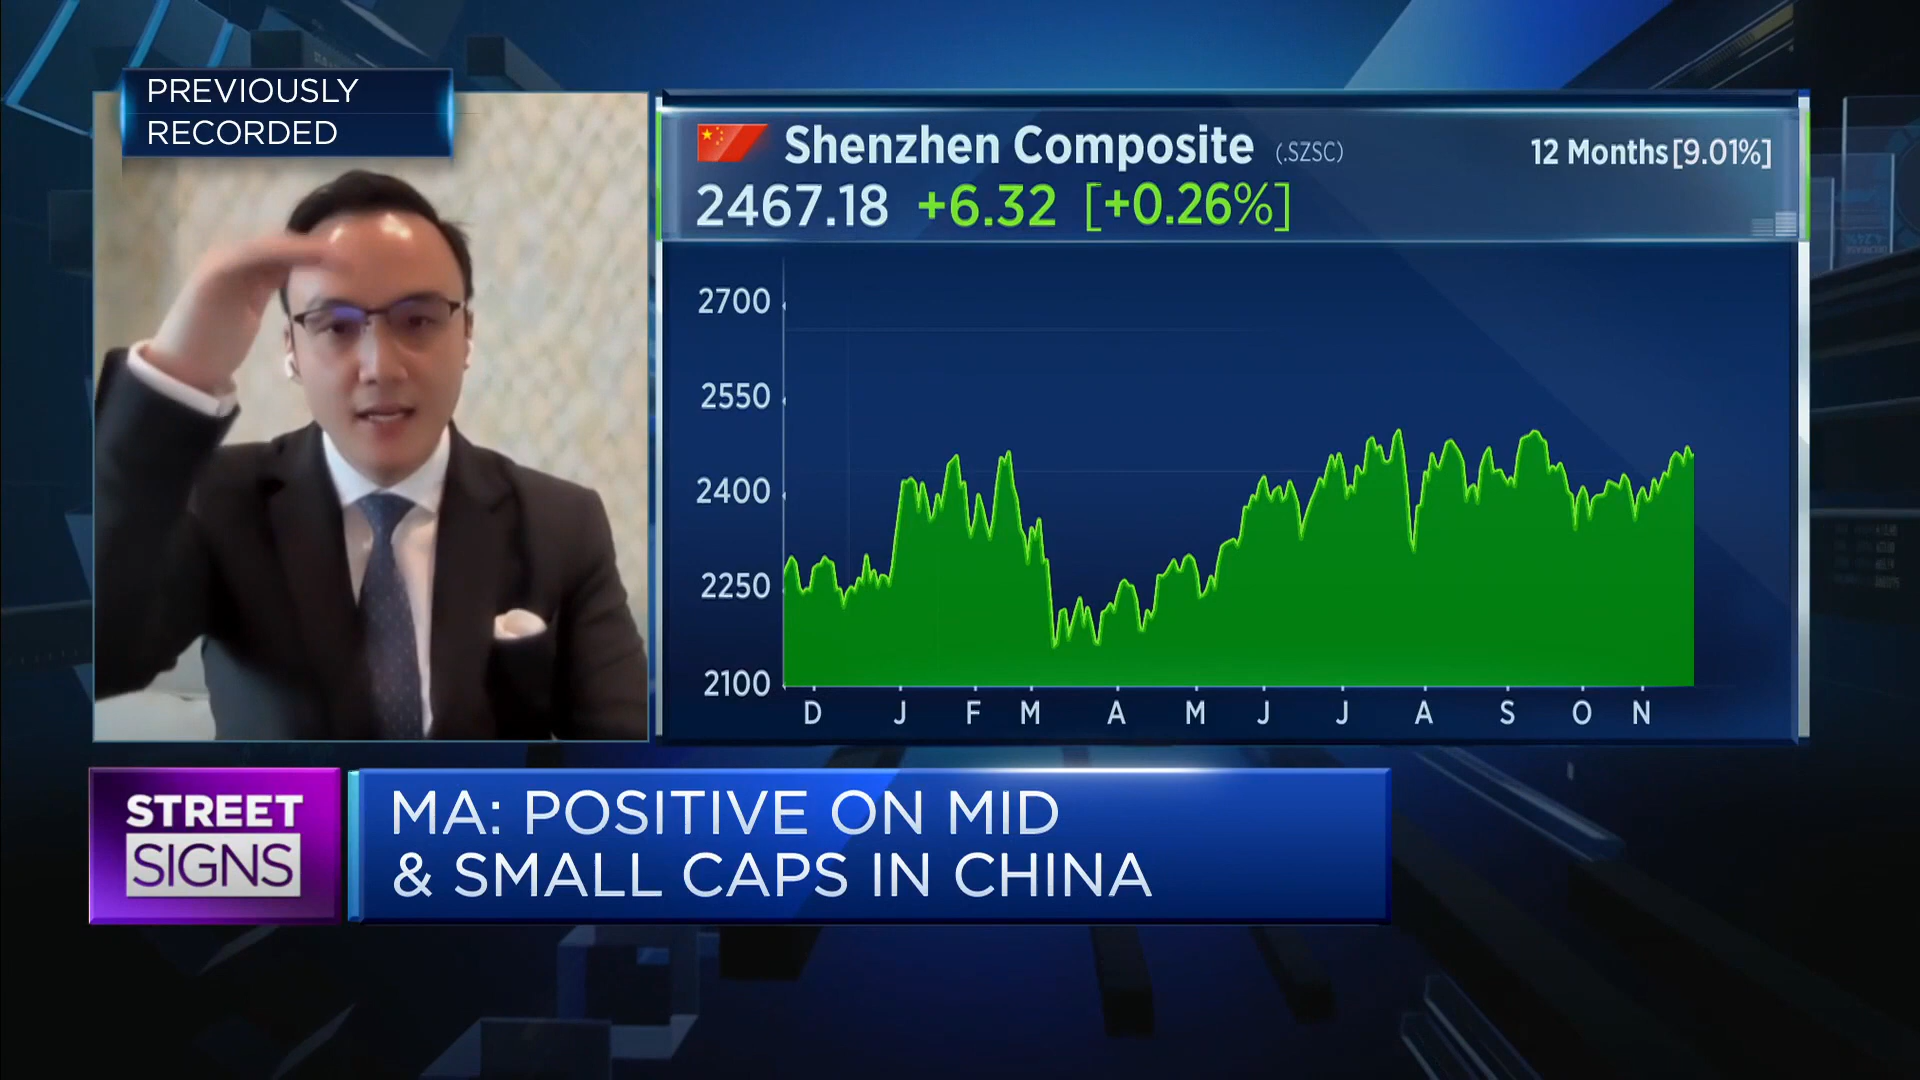 PREVIOUSLY
RECORDED
Shenzhen Composite (.SZSC)
12 Months [9.01%]
2467.18 +6.32 [+0.26%]
2700
2550
2400
2250
2100
D J F M A M J J A S O N
STREET
SIGNS
MA: POSITIVE ON MID
& SMALL CAPS IN CHINA